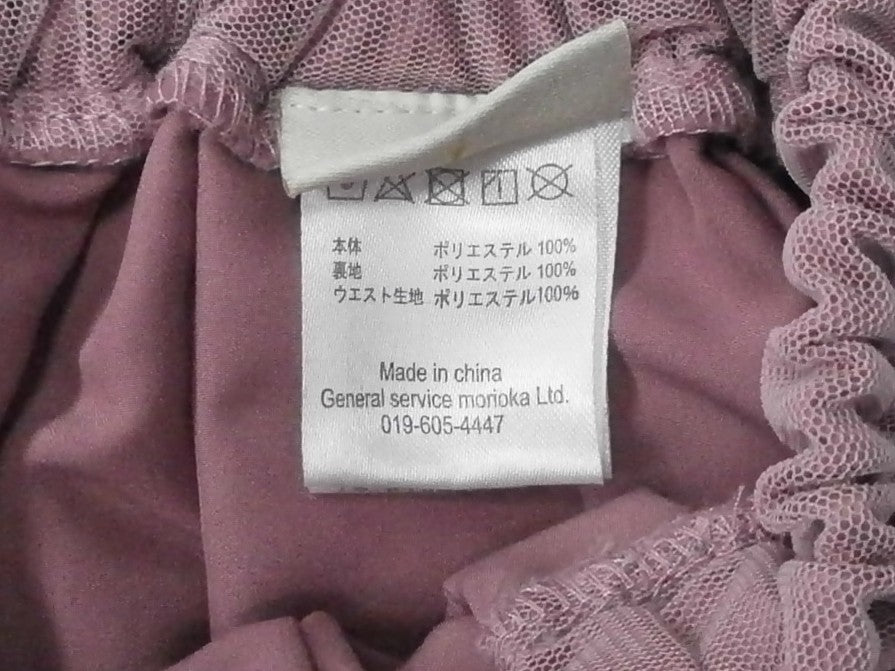 本体 ポリエステル 100%
裏地 ポリエステル 100%
ウエスト生地 ポリエステル100%
Made in china
General service morioka Ltd.
019-605-4447